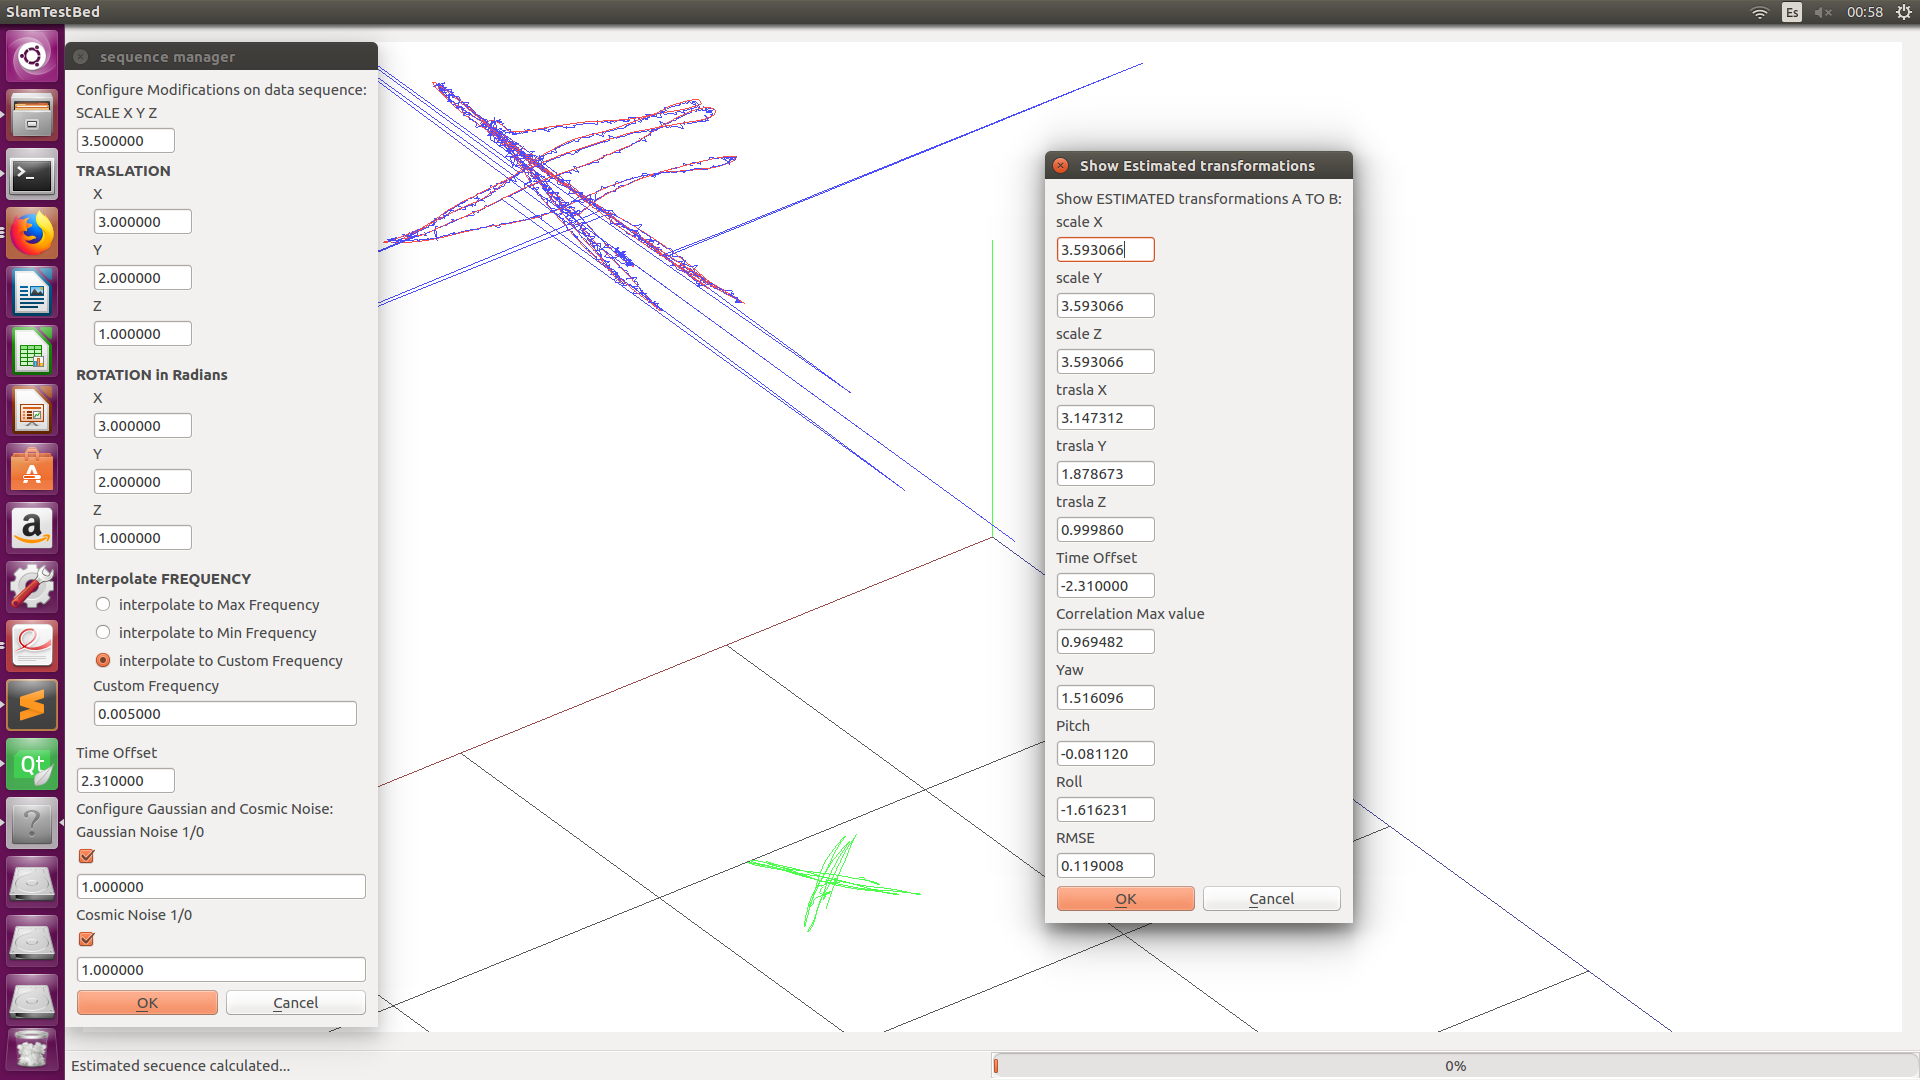 SlamTestBed
Es
00:58
sequence manager
Configure Modifications on data sequence:
SCALE X Y Z
3.500000
TRASLATION
X
3.000000
Y
2.000000
Z
1.000000
ROTATION in Radians
X
3.000000
Y
2.000000
Z
1.000000
Interpolate FREQUENCY
interpolate to Max Frequency
interpolate to Min Frequency
interpolate to Custom Frequency
Custom Frequency
0.005000
Time Offset
2.310000
Configure Gaussian and Cosmic Noise:
Gaussian Noise 1/0
1.000000
Cosmic Noise 1/0
1.000000
OK
Cancel
Show Estimated transformations
Show ESTIMATED transformations A TO B:
scale X
3.593066
scale Y
3.593066
scale Z
3.593066
trasla X
3.147312
trasla Y
1.878673
trasla Z
0.999860
Time Offset
-2.310000
Correlation Max value
0.969482
Yaw
1.516096
Pitch
-0.081120
Roll
-1.616231
RMSE
0.119008
OK
Cancel
Qt
Estimated secuence calculated...
0%